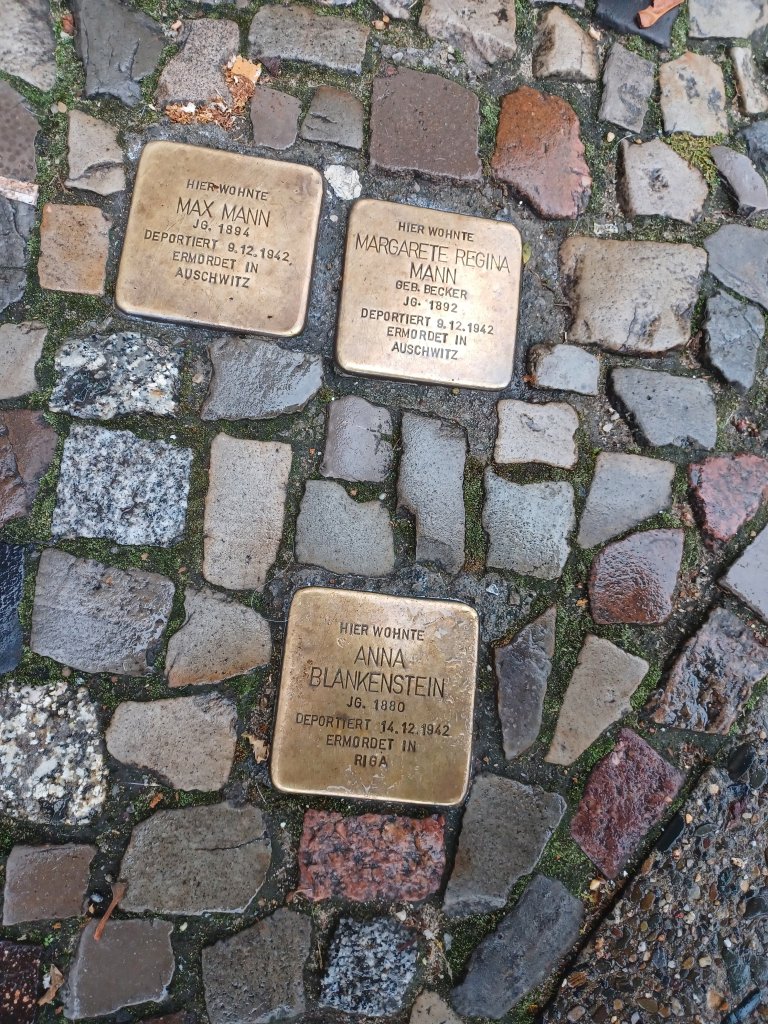 HIER WOHNTE
MAX MANN
JG. 1894
DEPORTIERT 9.12.1942
ERMORDET IN
AUSCHWITZ
HIER WOHNTE
MARGARETE REGINA
MANN
GEB. BECKER
JG. 1892
DEPORTIERT 9.12.1942
ERMORDET IN
AUSCHWITZ
HIER WOHNTE
ANNA
BLANKENSTEIN
JG. 1880
DEPORTIERT 14.12.1942
ERMORDET IN
RIGA